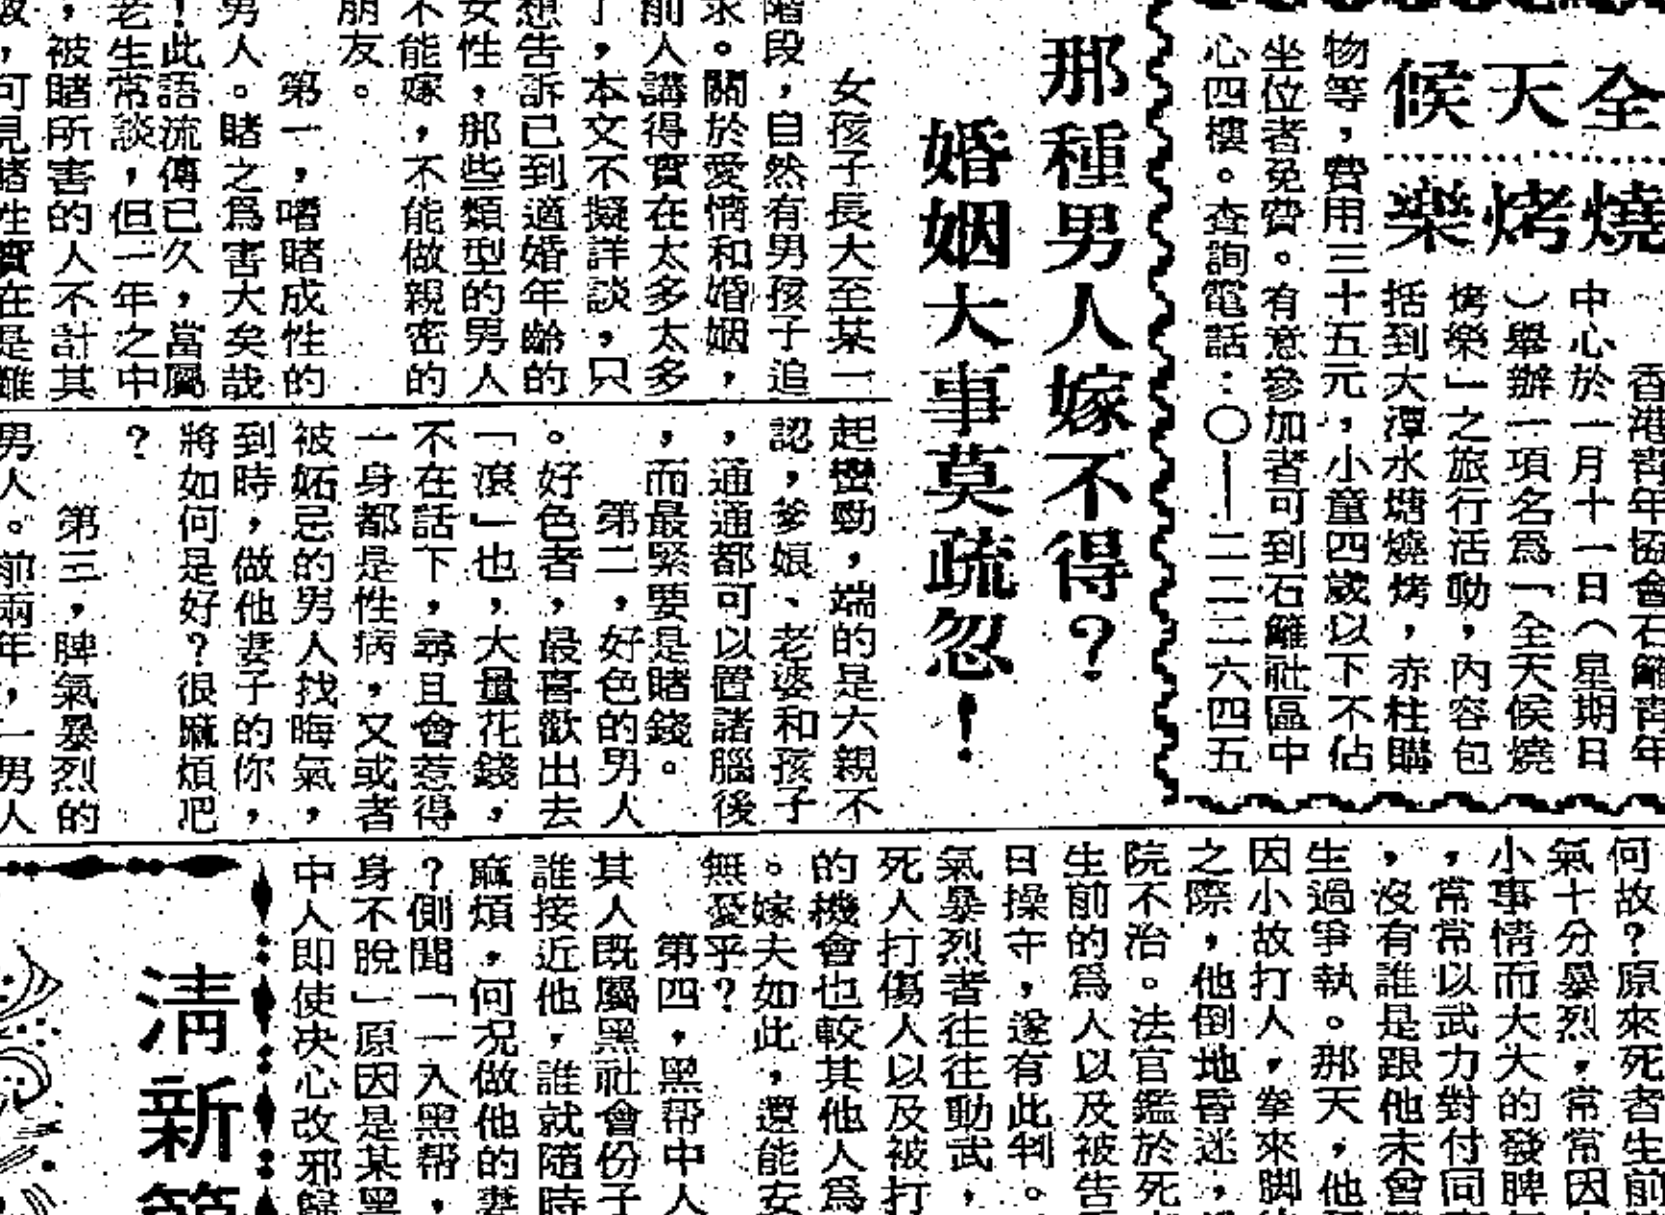 全天候
燒烤樂
香港青年協會石籬青年
中心於一月十一日（星期日
）舉辦一項名爲「全天候燒
烤樂」之旅行活動，內容包
括到大潭水塘燒烤，赤柱購
物等，費用三十五元，小童四歲以下不佔
坐位者免費。有意參加者可到石籬社區中
心四樓。查詢電話：〇—二二二六四五
那種男人嫁不得？
婚姻大事莫疏忽！
女孩子長大至某一
階段，自然有男孩子追
求。關於愛情和婚姻，
前人講得實在太多太多
了，本文不擬詳談，只
想告訴已到適婚年齡的
女性，那些類型的男人
不能嫁，不能做親密的
朋友。
第一，嗜賭成性的
男人。賭之爲害大矣哉
！此語流傳已久，當屬
老生常談，但一年之中
，被賭所害的人不計其
，可見賭性實在是難
起蠻勁，端的是六親不
認，爹娘、老婆和孩子
，通通都可以置諸腦後
，而最緊要是賭錢。
第二，好色的男人
。好色者，最喜歡出去
「滾」也，大量花錢，
不在話下，尋且會惹得
一身都是性病，又或者
被妬忌的男人找晦氣，
到時，做他妻子的你，
將如何是好？很麻煩吧
？
第三，脾氣暴烈的
男人。前兩年，一男人
何故？原來死者生前
氣十分暴烈，常常因
小事情而大大的發脾
，常常以武力對付同
，沒有誰是跟他未會
生過爭執。那天，他
因小故打人，拳來脚
之際，他倒地昏迷，
院不治。法官鑑於死
生前的爲人以及被告
日操守，遂有此判。
氣暴烈者往往動武，
死人打傷人以及被打
的機會也較其他人爲
。嫁夫如此，還能安
無憂乎？
第四，黑帮中人
其人既屬黑社會份子
誰接近他，誰就隨時
麻煩，何况做他的妻
？側聞「一入黑帮，
身不脫」原因是某黑
中人即使决心改邪歸
清新